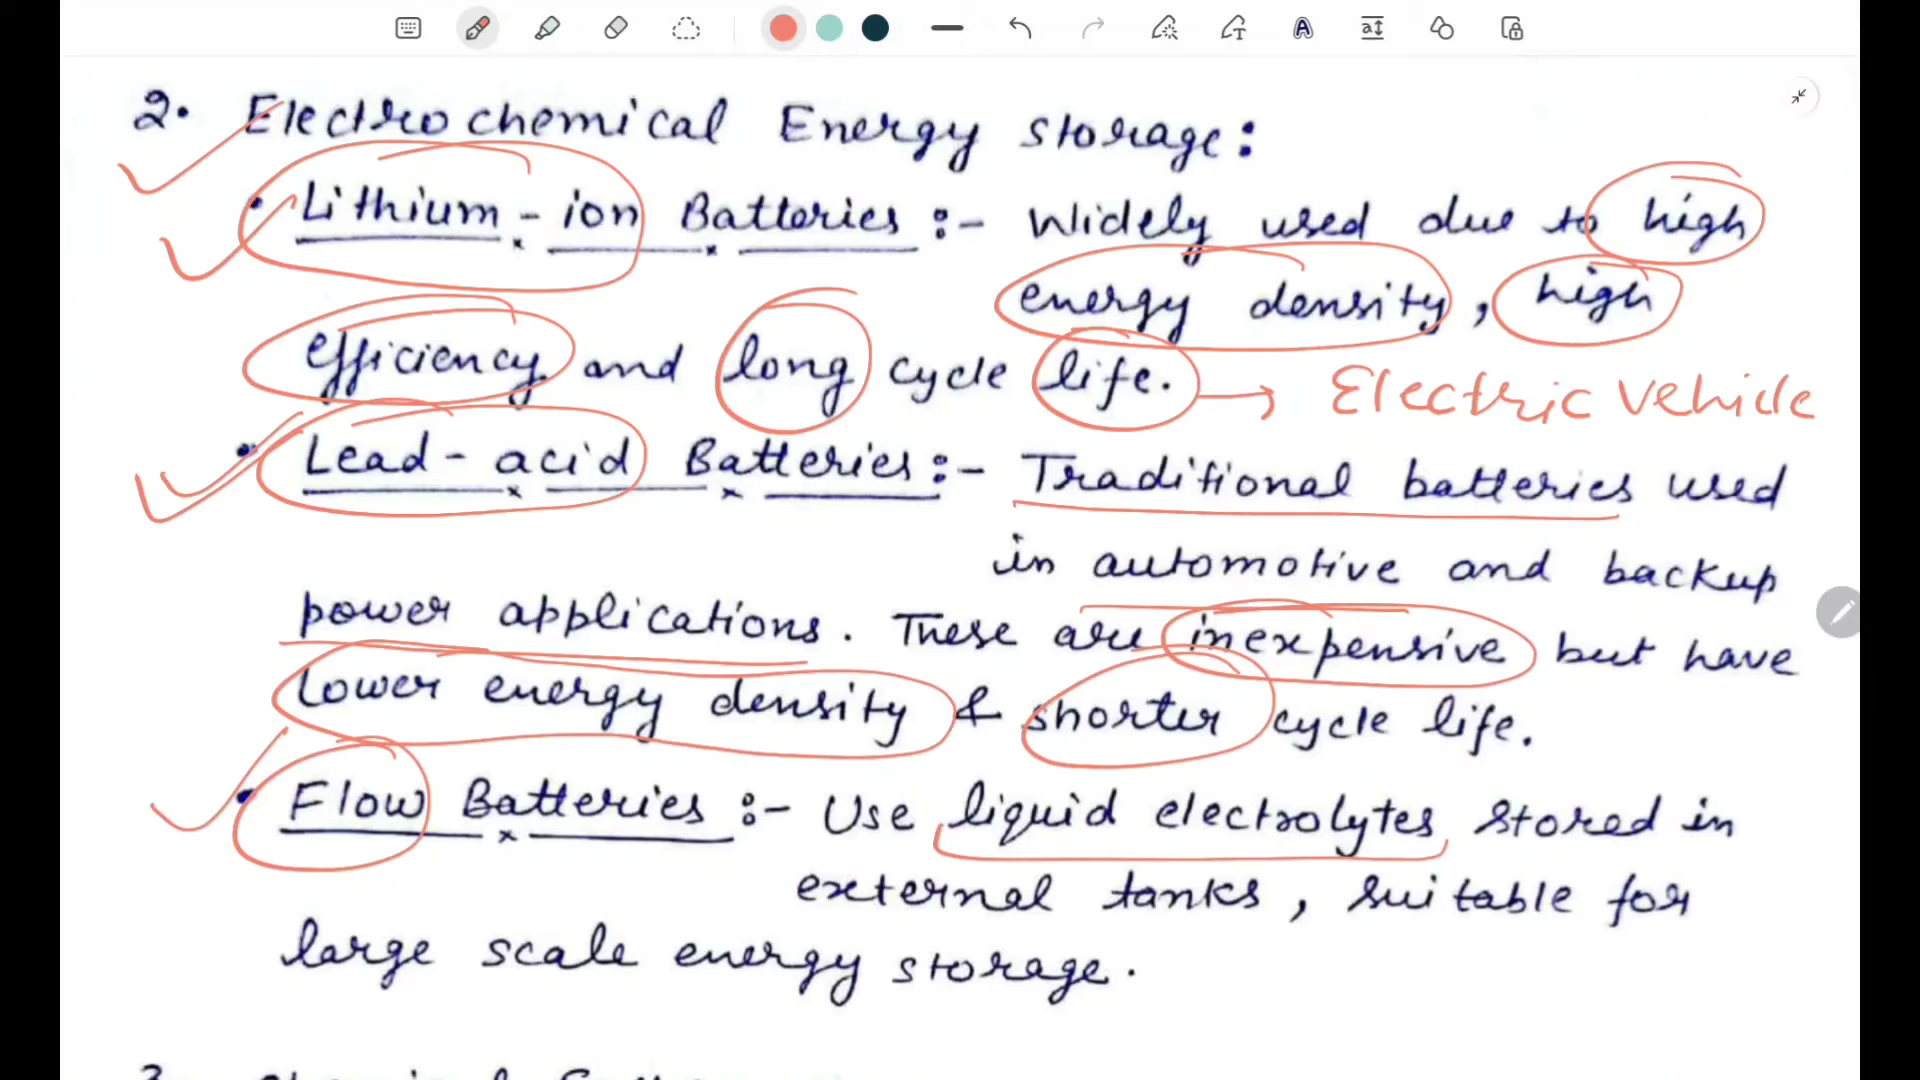 2. Electrochemical Energy storage:
• Lithium-ion Batteries :- Widely used due to high
energy density, high
efficiency and long cycle life. → Electric vehicle
• Lead-acid Batteries :- Traditional batteries used
in automotive and backup
power applications. These are inexpensive but have
lower energy density & shorter cycle life.
• Flow Batteries :- Use liquid electrolytes stored in
external tanks, suitable for
large scale energy storage.